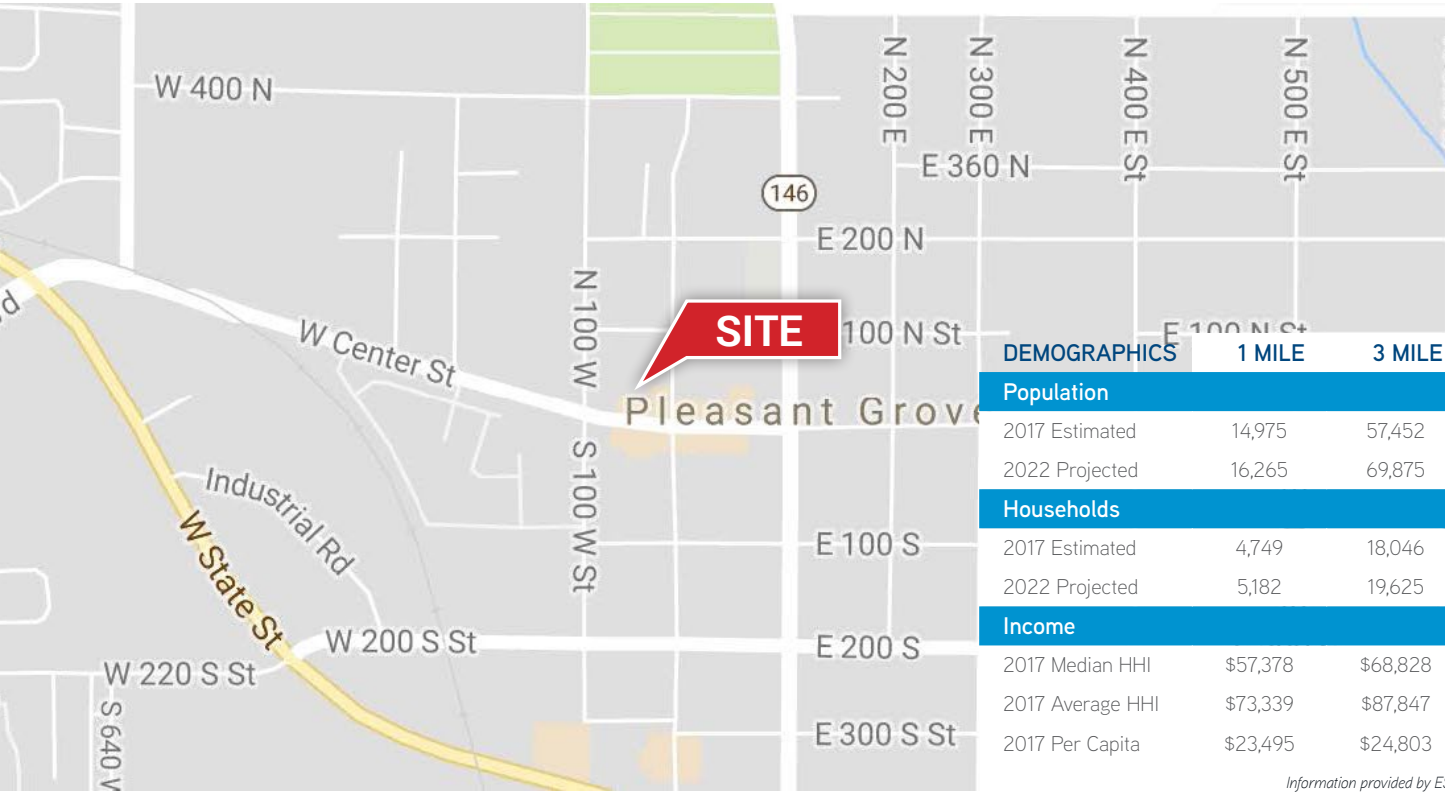 W 400 N
N 200 E
N 300 E
N 400 E St
N 500 E St
E 360 N
146
E 200 N
N 100 W
SITE
100 N St
E 100 N St
W Center St
Pleasant Grove
S 100 W St
Industrial Rd
W State St
E 100 S
W 200 S St
E 200 S
W 220 S St
S 640 W
E 300 S St
DEMOGRAPHICS 1 MILE 3 MILE
Population
2017 Estimated 14,975 57,452
2022 Projected 16,265 69,875
Households
2017 Estimated 4,749 18,046
2022 Projected 5,182 19,625
Income
2017 Median HHI $57,378 $68,828
2017 Average HHI $73,339 $87,847
2017 Per Capita $23,495 $24,803
Information provided by